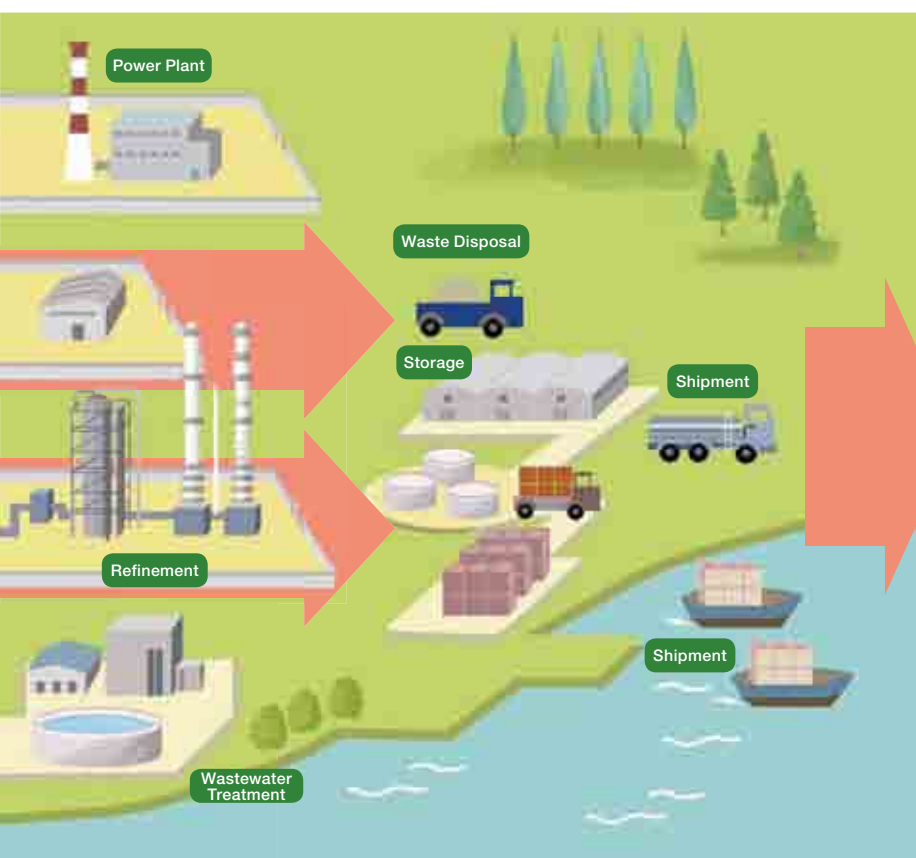 Power Plant
Waste Disposal
Storage
Shipment
Refinement
Shipment
Wastewater
Treatment